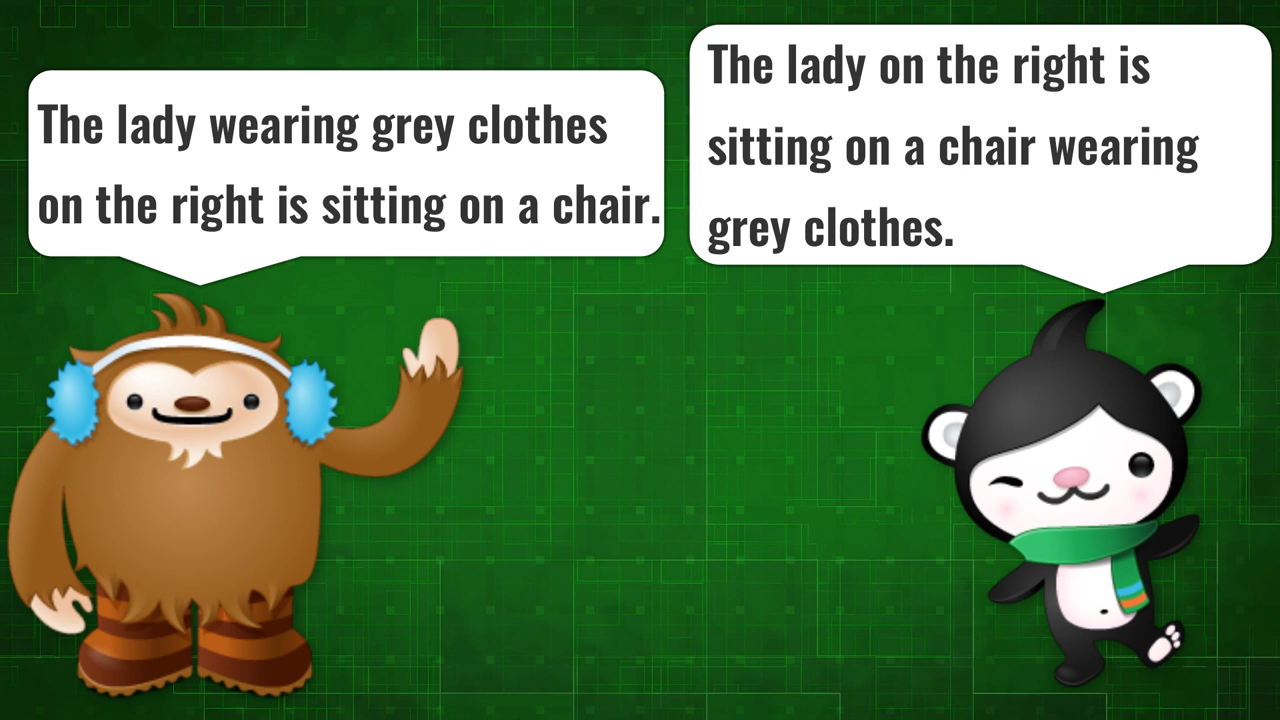 The lady wearing grey clothes
on the right is sitting on a chair.
The lady on the right is
sitting on a chair wearing
grey clothes.